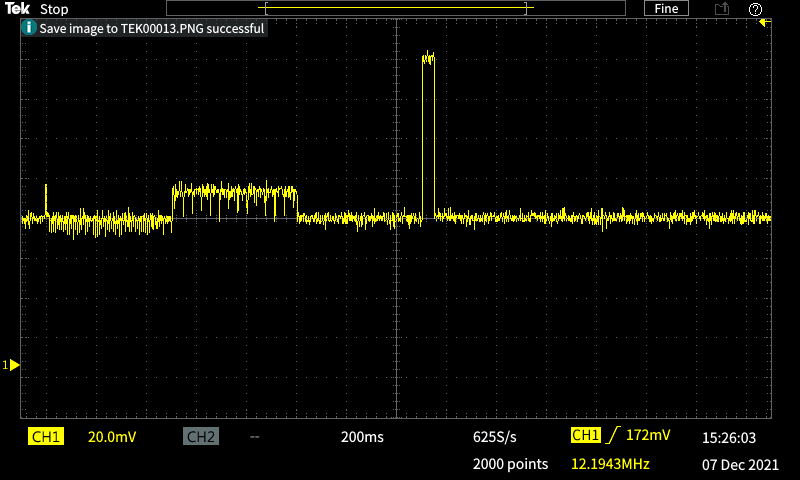 Tek Stop Fine ?
i Save image to TEK00013.PNG successful
1
CH1 20.0mV CH2 -- 200ms 625S/s CH1 172mV 15:26:03
2000 points 12.1943MHz 07 Dec 2021